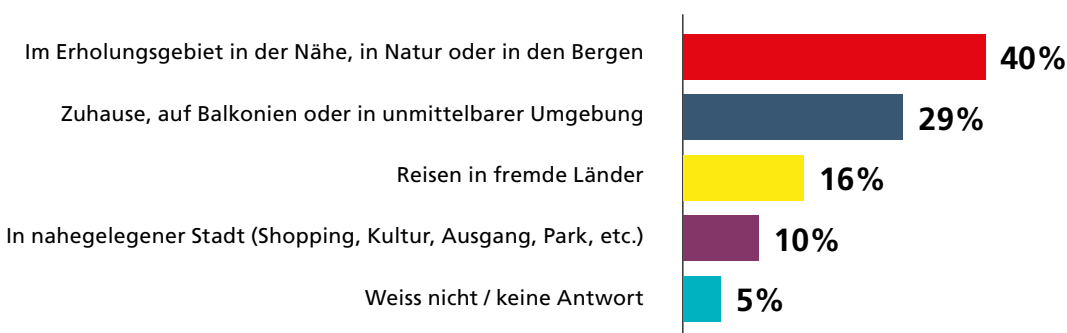 Im Erholungsgebiet in der Nähe, in Natur oder in den Bergen 40%
Zuhause, auf Balkonien oder in unmittelbarer Umgebung 29%
Reisen in fremde Länder 16%
In nahegelegener Stadt (Shopping, Kultur, Ausgang, Park, etc.) 10%
Weiss nicht / keine Antwort 5%